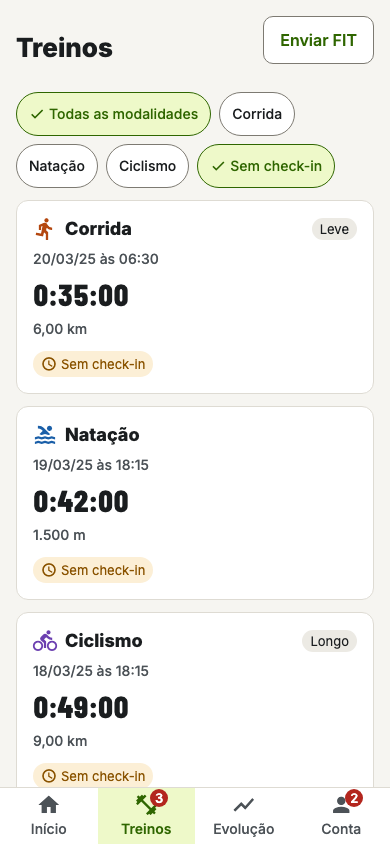 Treinos
Enviar FIT
Todas as modalidades
Corrida
Natação
Ciclismo
Sem check-in
Corrida
Leve
20/03/25 às 06:30
0:35:00
6,00 km
Sem check-in
Natação
19/03/25 às 18:15
0:42:00
1.500 m
Sem check-in
Ciclismo
Longo
18/03/25 às 18:15
0:49:00
9,00 km
Sem check-in
3
2
Início
Treinos
Evolução
Conta